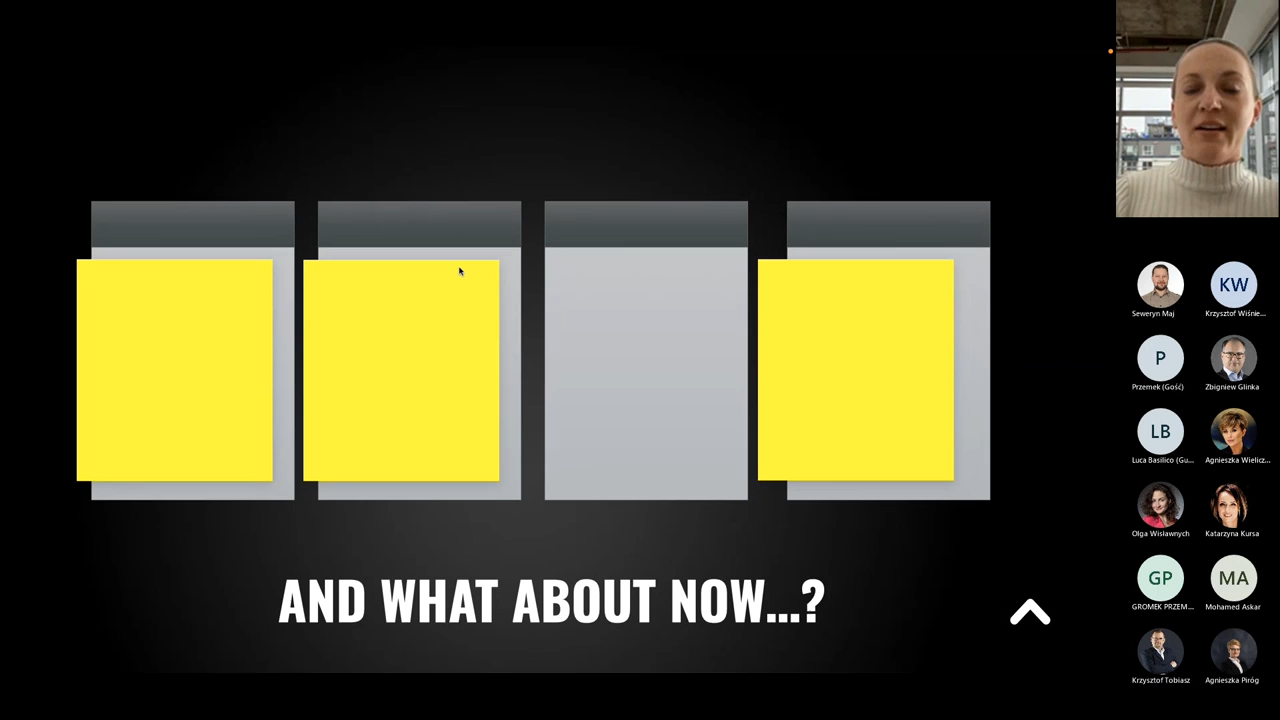 AND WHAT ABOUT NOW...?
Seweryn Maj
KW
Krzysztof Wiśnie...
P
Przemek (Gość)
Zbigniew Glinka
LB
Luca Basilico (Gu...
Agnieszka Wielicz...
Olga Wisławnych
Katarzyna Kursa
GP
GROMEK PRZEM...
MA
Mohamed Askar
Krzysztof Tobiasz
Agnieszka Piróg